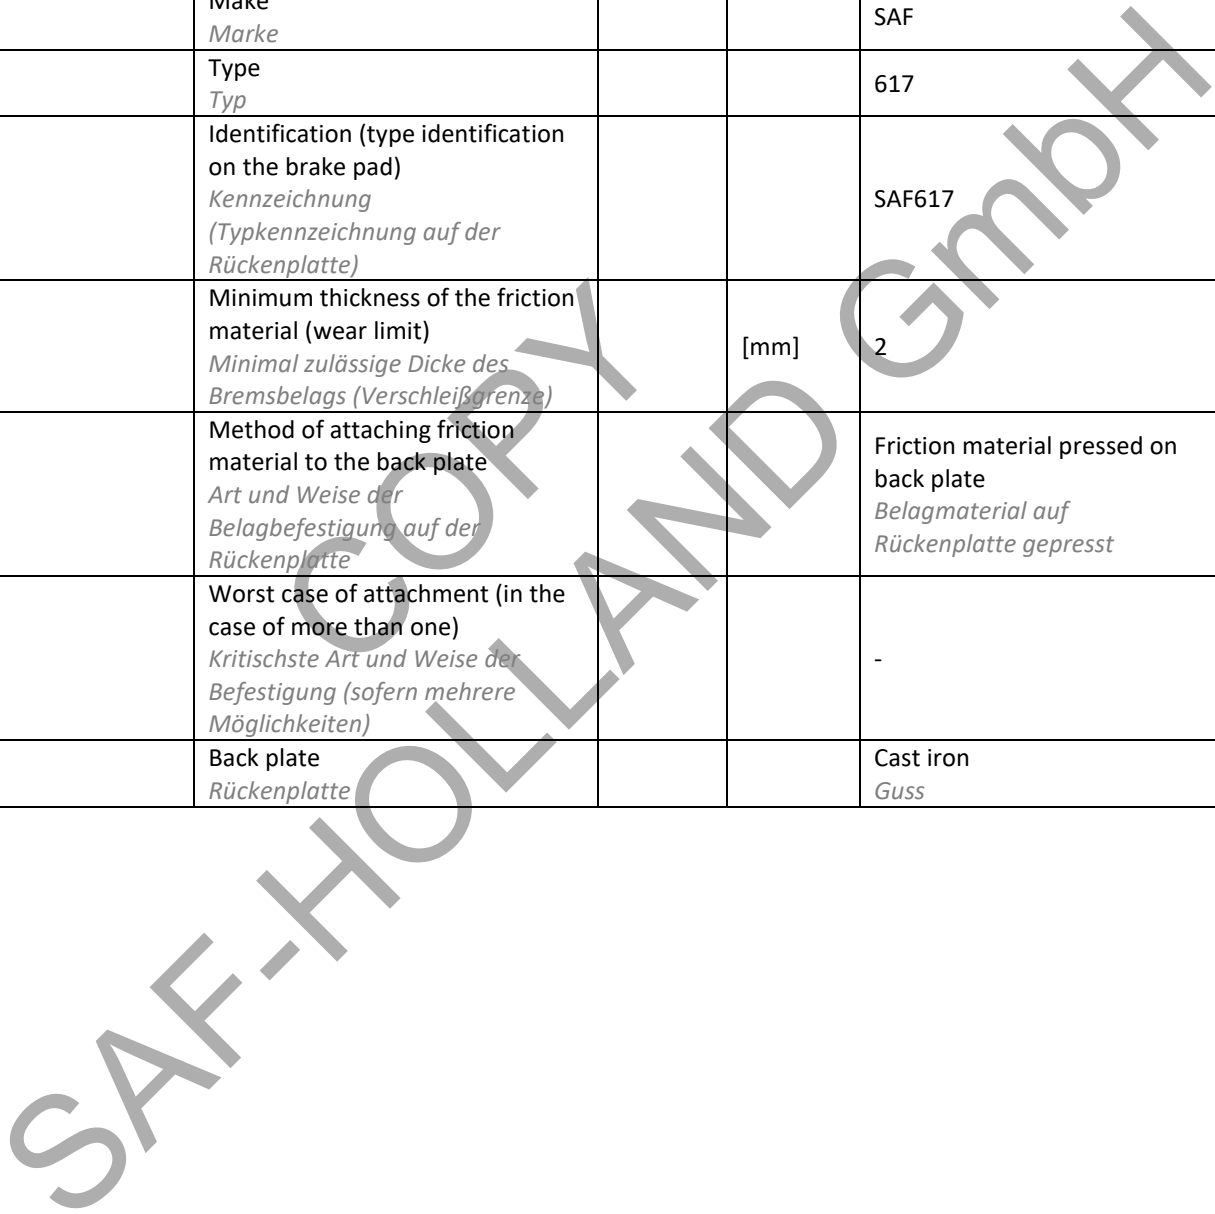 Make
Marke
SAF
Type
Typ
617
Identification (type identification
on the brake pad)
Kennzeichnung
(Typkennzeichnung auf der
Rückenplatte)
SAF617
Minimum thickness of the friction
material (wear limit)
Minimal zulässige Dicke des
Bremsbelags (Verschleißgrenze)
[mm]
2
Method of attaching friction
material to the back plate
Art und Weise der
Belagbefestigung auf der
Rückenplatte
Friction material pressed on
back plate
Belagmaterial auf
Rückenplatte gepresst
Worst case of attachment (in the
case of more than one)
Kritischste Art und Weise der
Befestigung (sofern mehrere
Möglichkeiten)
-
Back plate
Rückenplatte
Cast iron
Guss
COPY
SAF-HOLLAND GmbH